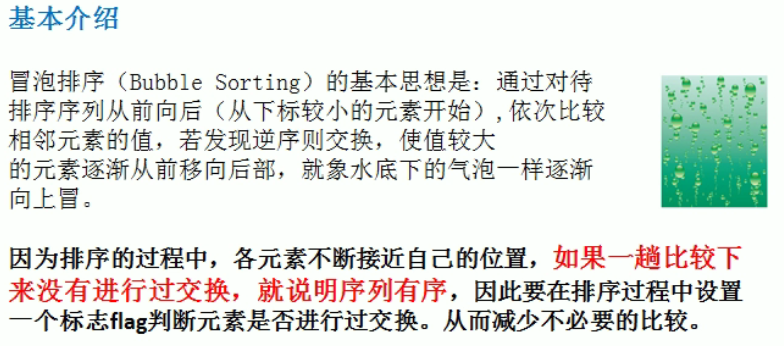 基本介绍
冒泡排序（Bubble Sorting）的基本思想是：通过对待
排序序列从前向后（从下标较小的元素开始）,依次比较
相邻元素的值，若发现逆序则交换，使值较大
的元素逐渐从前移向后部，就象水底下的气泡一样逐渐
向上冒。
因为排序的过程中，各元素不断接近自己的位置，如果一趟比较下
来没有进行过交换，就说明序列有序，因此要在排序过程中设置
一个标志flag判断元素是否进行过交换。从而减少不必要的比较。